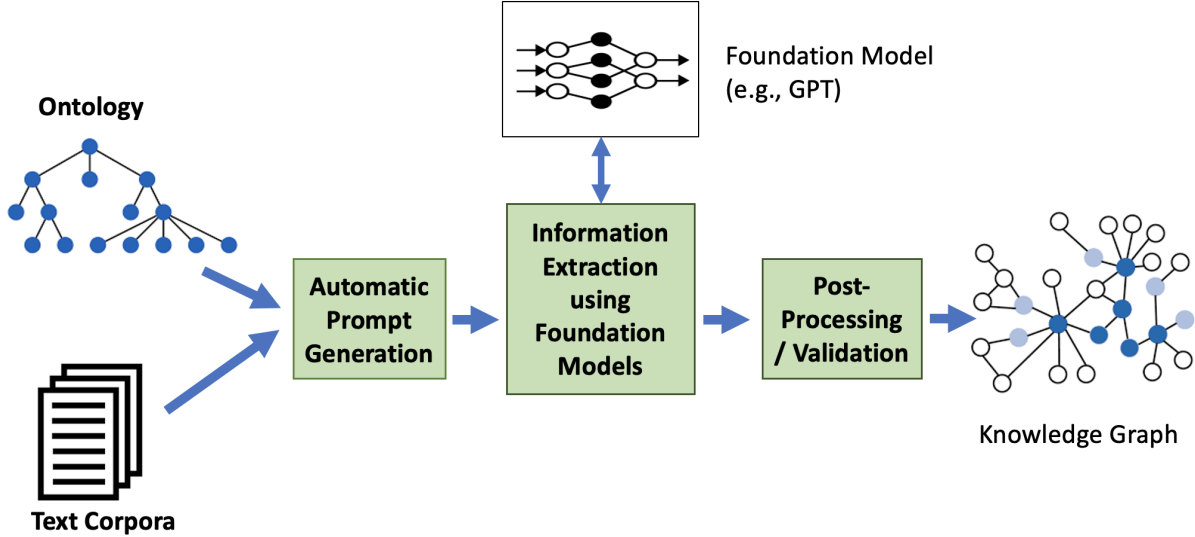 Foundation Model
(e.g., GPT)
Ontology
Information
Extraction
using
Foundation
Models
Automatic
Prompt
Generation
Post-
Processing
/ Validation
Knowledge Graph
Text Corpora